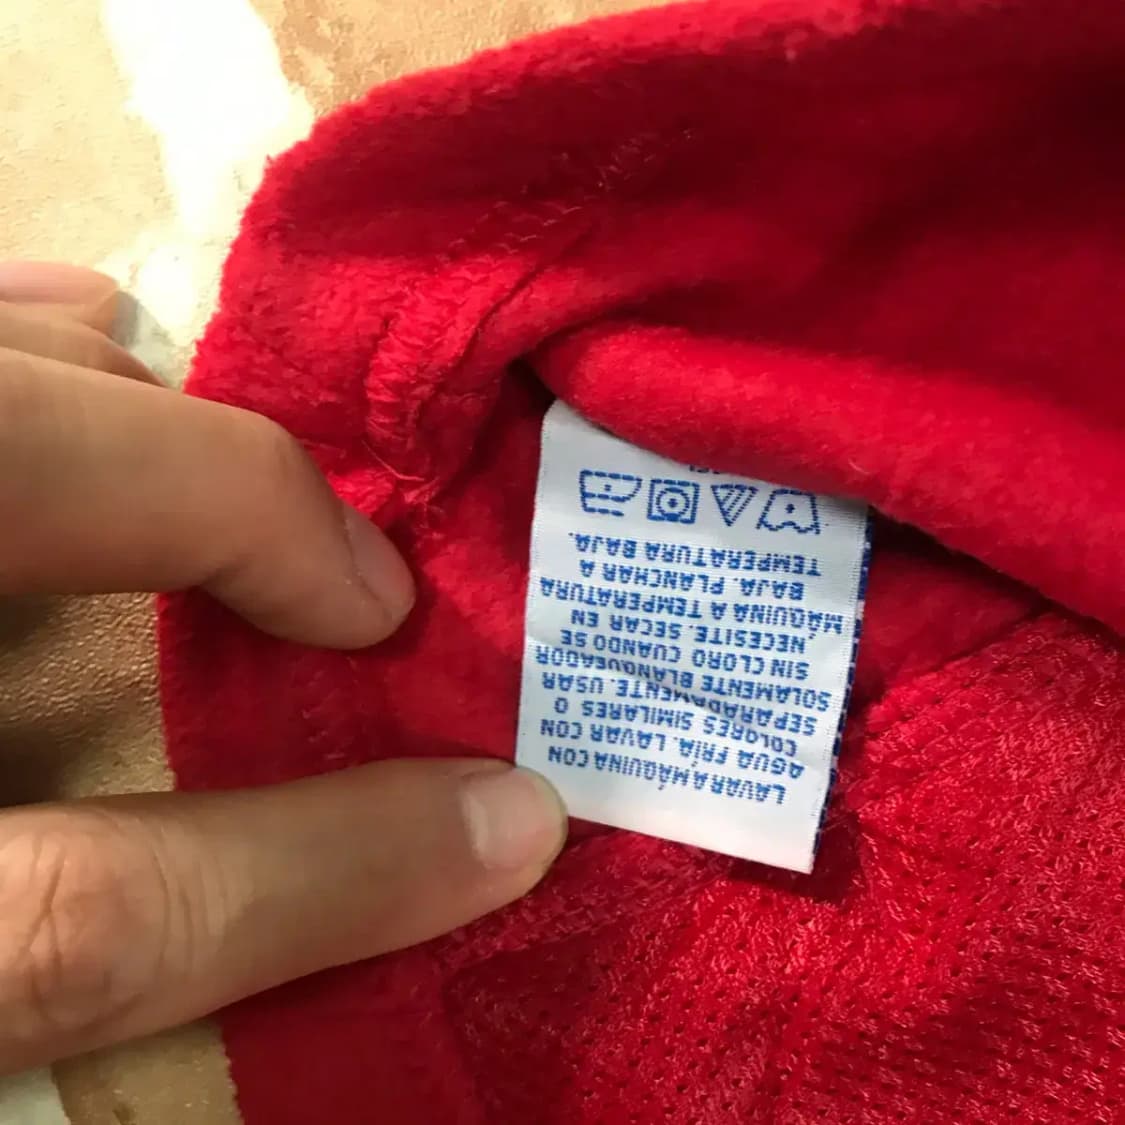 LAVAR A MÁQUINA CON
AGUA FRÍA. LAVAR CON
COLORES SIMILARES O
SEPARADAMENTE. USAR
SOLAMENTE BLANQUEADOR
SIN CLORO CUANDO SE
NECESITE. SECAR EN
MÁQUINA A TEMPERATURA
BAJA. PLANCHAR A
TEMPERATURA BAJA.